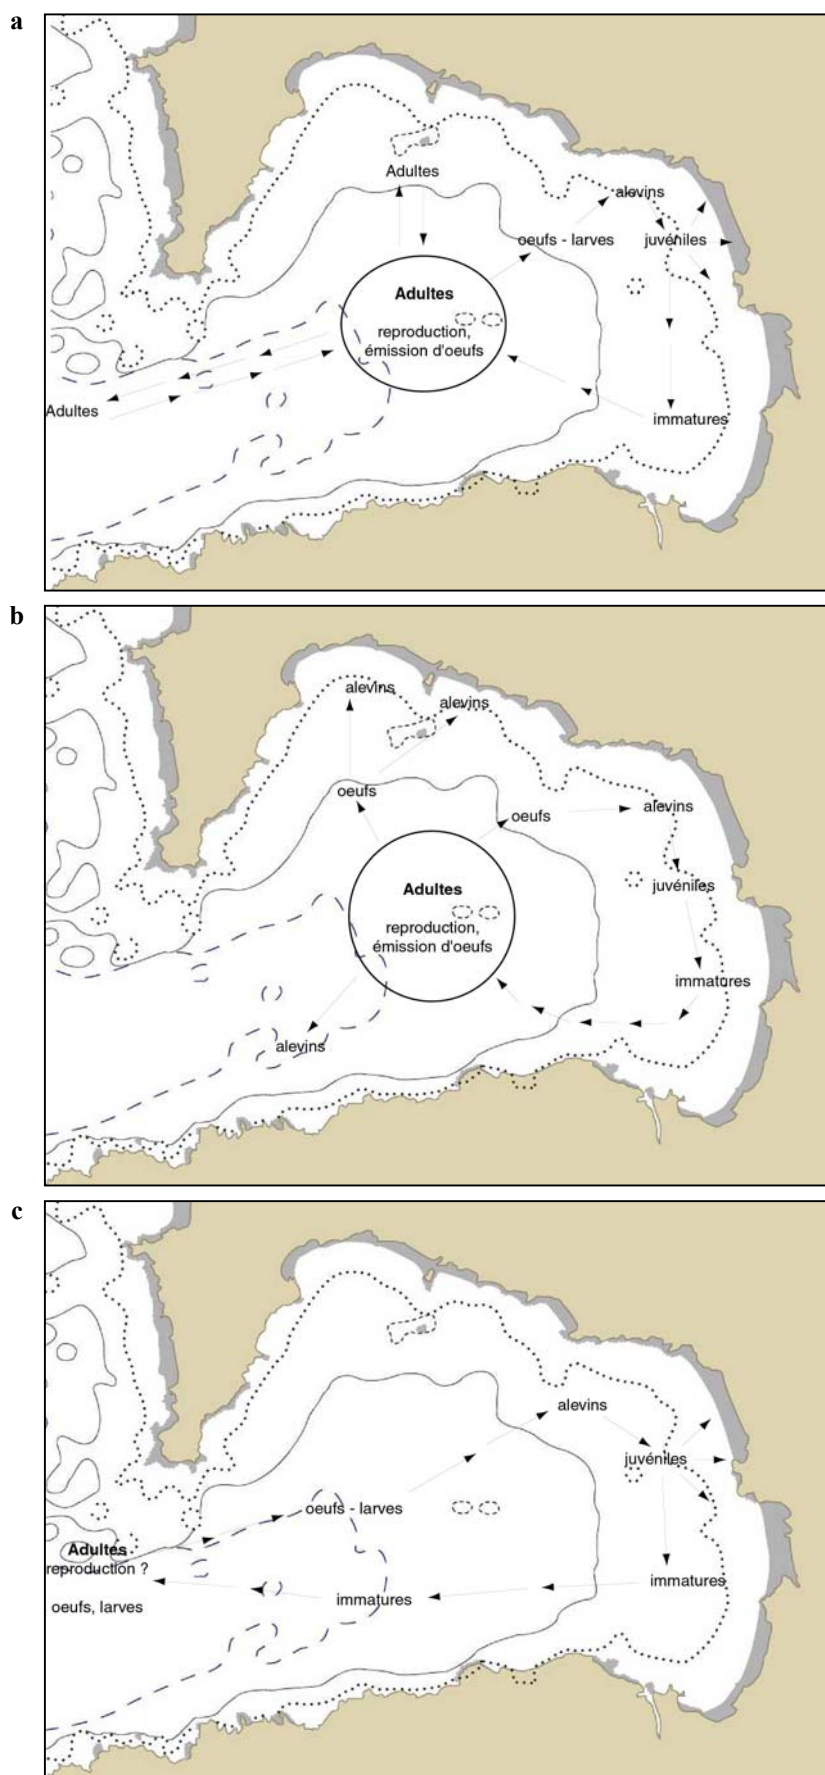 a
Adultes
alevins
oeufs - larves
juvéniles
Adultes
reproduction,
émission d'oeufs
Adultes
immatures
b
alevins
alevins
oeufs
oeufs
alevins
Adultes
juvéniles
reproduction,
émission d'oeufs
immatures
alevins
c
alevins
juvéniles
oeufs - larves
Adultes
reproduction ?
oeufs, larves
immatures
immatures